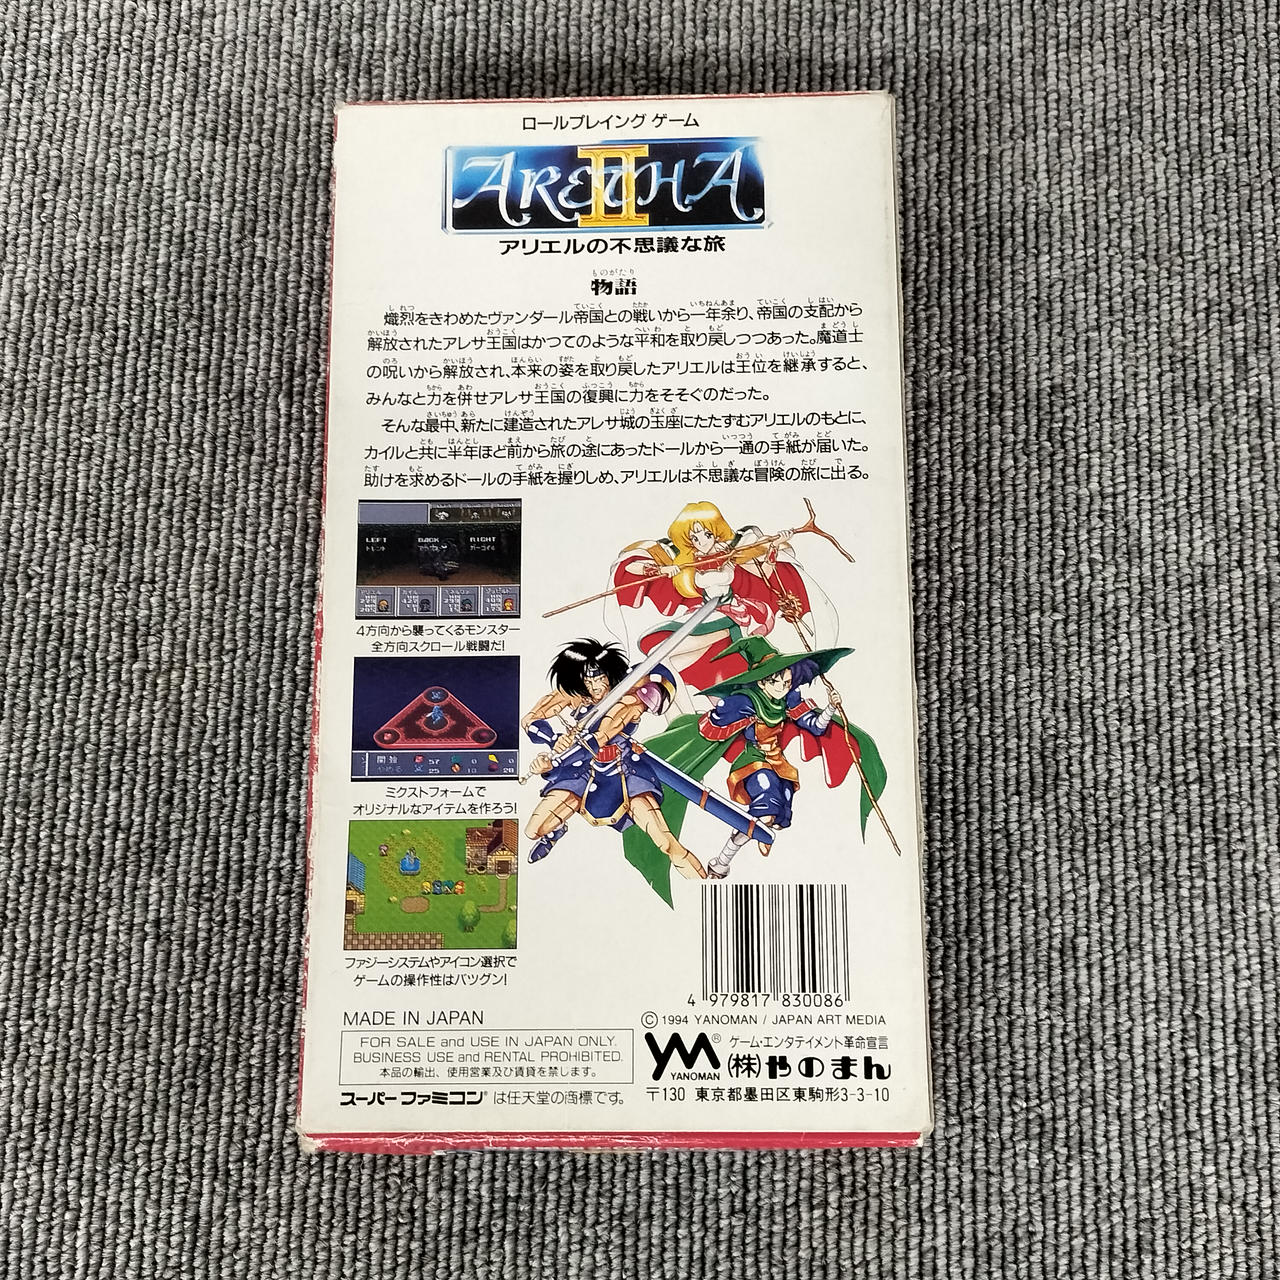 ロールプレイング ゲーム
ARETHA II
アリエルの不思議な旅
物語
熾烈をきわめたヴァンダール帝国との戦いから一年余り、帝国の支配から
解放されたアレサ王国はかつてのような平和を取り戻しつつあった。魔道士
の呪いから解放され、本来の姿を取り戻したアリエルは王位を継承すると、
みんなと力を併せアレサ王国の復興に力をそそぐのだった。
そんな最中、新たに建造されたアレサ城の玉座にたたずむアリエルのもとに、
カイルと共に半年ほど前から旅の途にあったドールから一通の手紙が届いた。
助けを求めるドールの手紙を握りしめ、アリエルは不思議な冒険の旅に出る。
LEFT BACK RIGHT
4方向から襲ってくるモンスター
全方向スクロール戦闘だ!
ミクストフォームで
オリジナルなアイテムを作ろう!
ファジーシステムやアイコン選択で
ゲームの操作性はバツグン!
4 979817 830086
MADE IN JAPAN
FOR SALE and USE IN JAPAN ONLY.
BUSINESS USE and RENTAL PROHIBITED.
本品の輸出、使用営業及び賃貸を禁じます。
スーパーファミコン® は任天堂の商標です。
© 1994 YANOMAN / JAPAN ART MEDIA
YM® YANOMAN
ゲーム・エンタテイメント革命宣言
(株)やのまん
〒130 東京都墨田区東駒形3-3-10